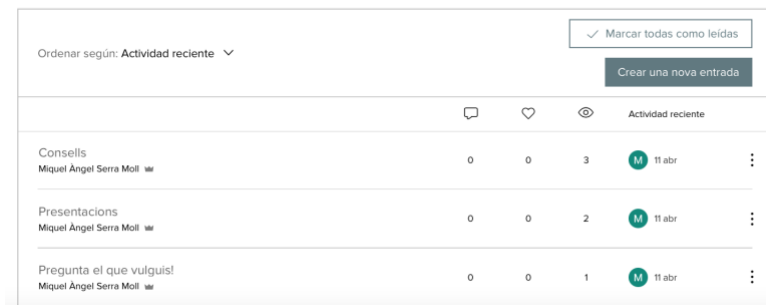 Marcar todas como leídas
Ordenar según: Actividad reciente
Crear una nova entrada
Actividad reciente
Consells
Miquel Àngel Serra Moll
0 0 3 M 11 abr
Presentacions
Miquel Àngel Serra Moll
0 0 2 M 11 abr
Pregunta el que vulguis!
Miquel Àngel Serra Moll
0 0 1 M 11 abr